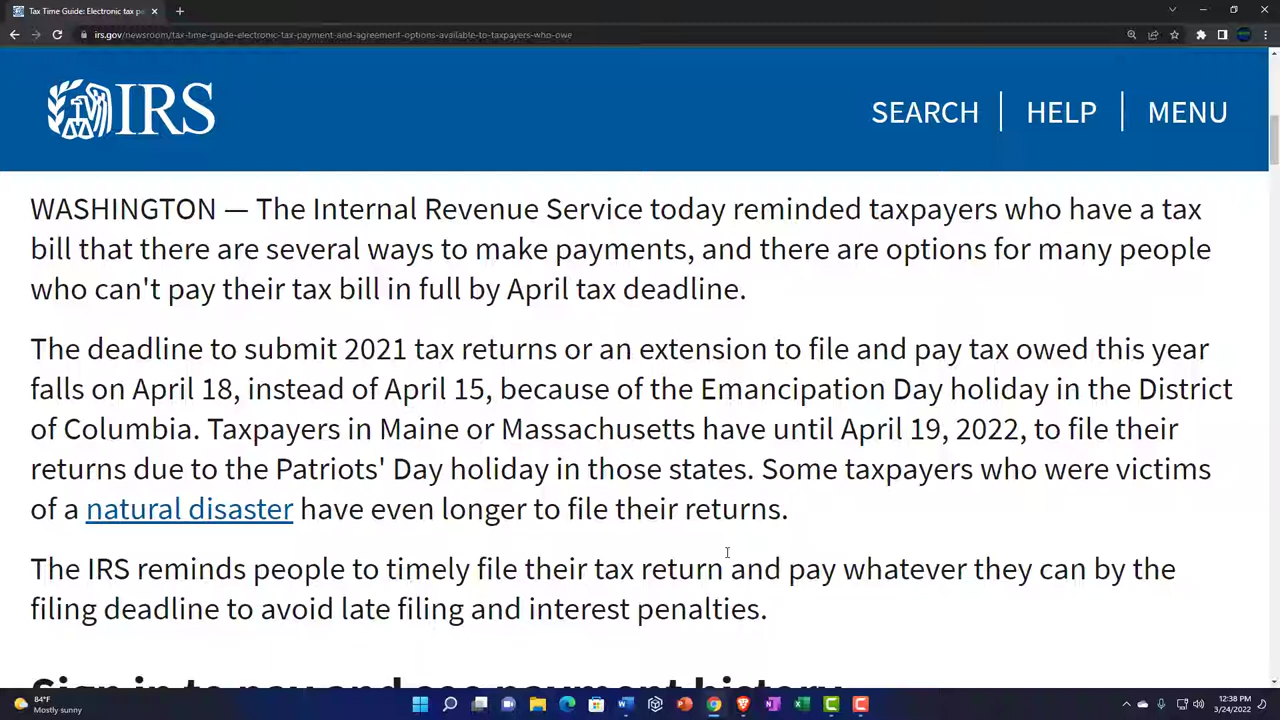 Tax Time Guide: Electronic tax pa
irs.gov/newsroom/tax-time-guide-electronic-tax-payment-and-agreement-options-available-to-taxpayers-who-owe
IRS
SEARCH
HELP
MENU
WASHINGTON — The Internal Revenue Service today reminded taxpayers who have a tax
bill that there are several ways to make payments, and there are options for many people
who can't pay their tax bill in full by April tax deadline.
The deadline to submit 2021 tax returns or an extension to file and pay tax owed this year
falls on April 18, instead of April 15, because of the Emancipation Day holiday in the District
of Columbia. Taxpayers in Maine or Massachusetts have until April 19, 2022, to file their
returns due to the Patriots' Day holiday in those states. Some taxpayers who were victims
of a natural disaster have even longer to file their returns.
The IRS reminds people to timely file their tax return and pay whatever they can by the
filing deadline to avoid late filing and interest penalties.
Sign in to pay and see payment history
84°F
Mostly sunny
12:38 PM
3/24/2022